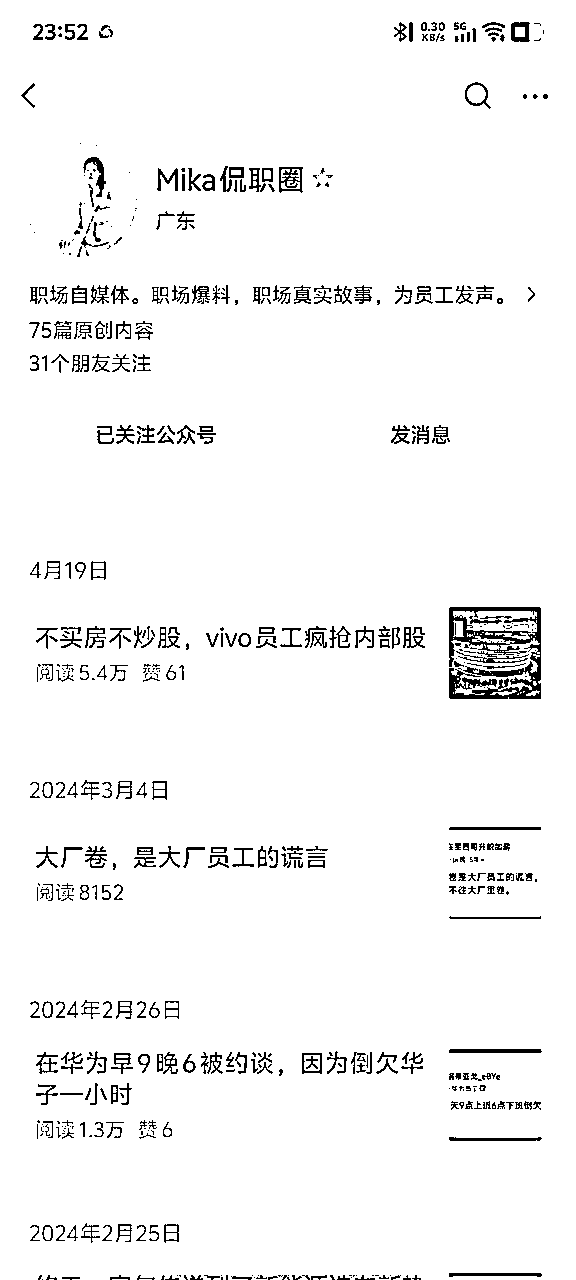 23:52
0.30 KB/s 5G
Mika侃职圈
广东
职场自媒体。职场爆料，职场真实故事，为员工发声。
75篇原创内容
31个朋友关注
已关注公众号 发消息
4月19日
不买房不炒股，vivo员工疯抢内部股
阅读5.4万 赞61
2024年3月4日
大厂卷，是大厂员工的谎言
阅读8152
卷是大厂员工的谎言，
不在大厂里卷。
2024年2月26日
在华为早9晚6被约谈，因为倒欠华
子一小时
阅读1.3万 赞6
天9点上班6点下班倒欠
2024年2月25日